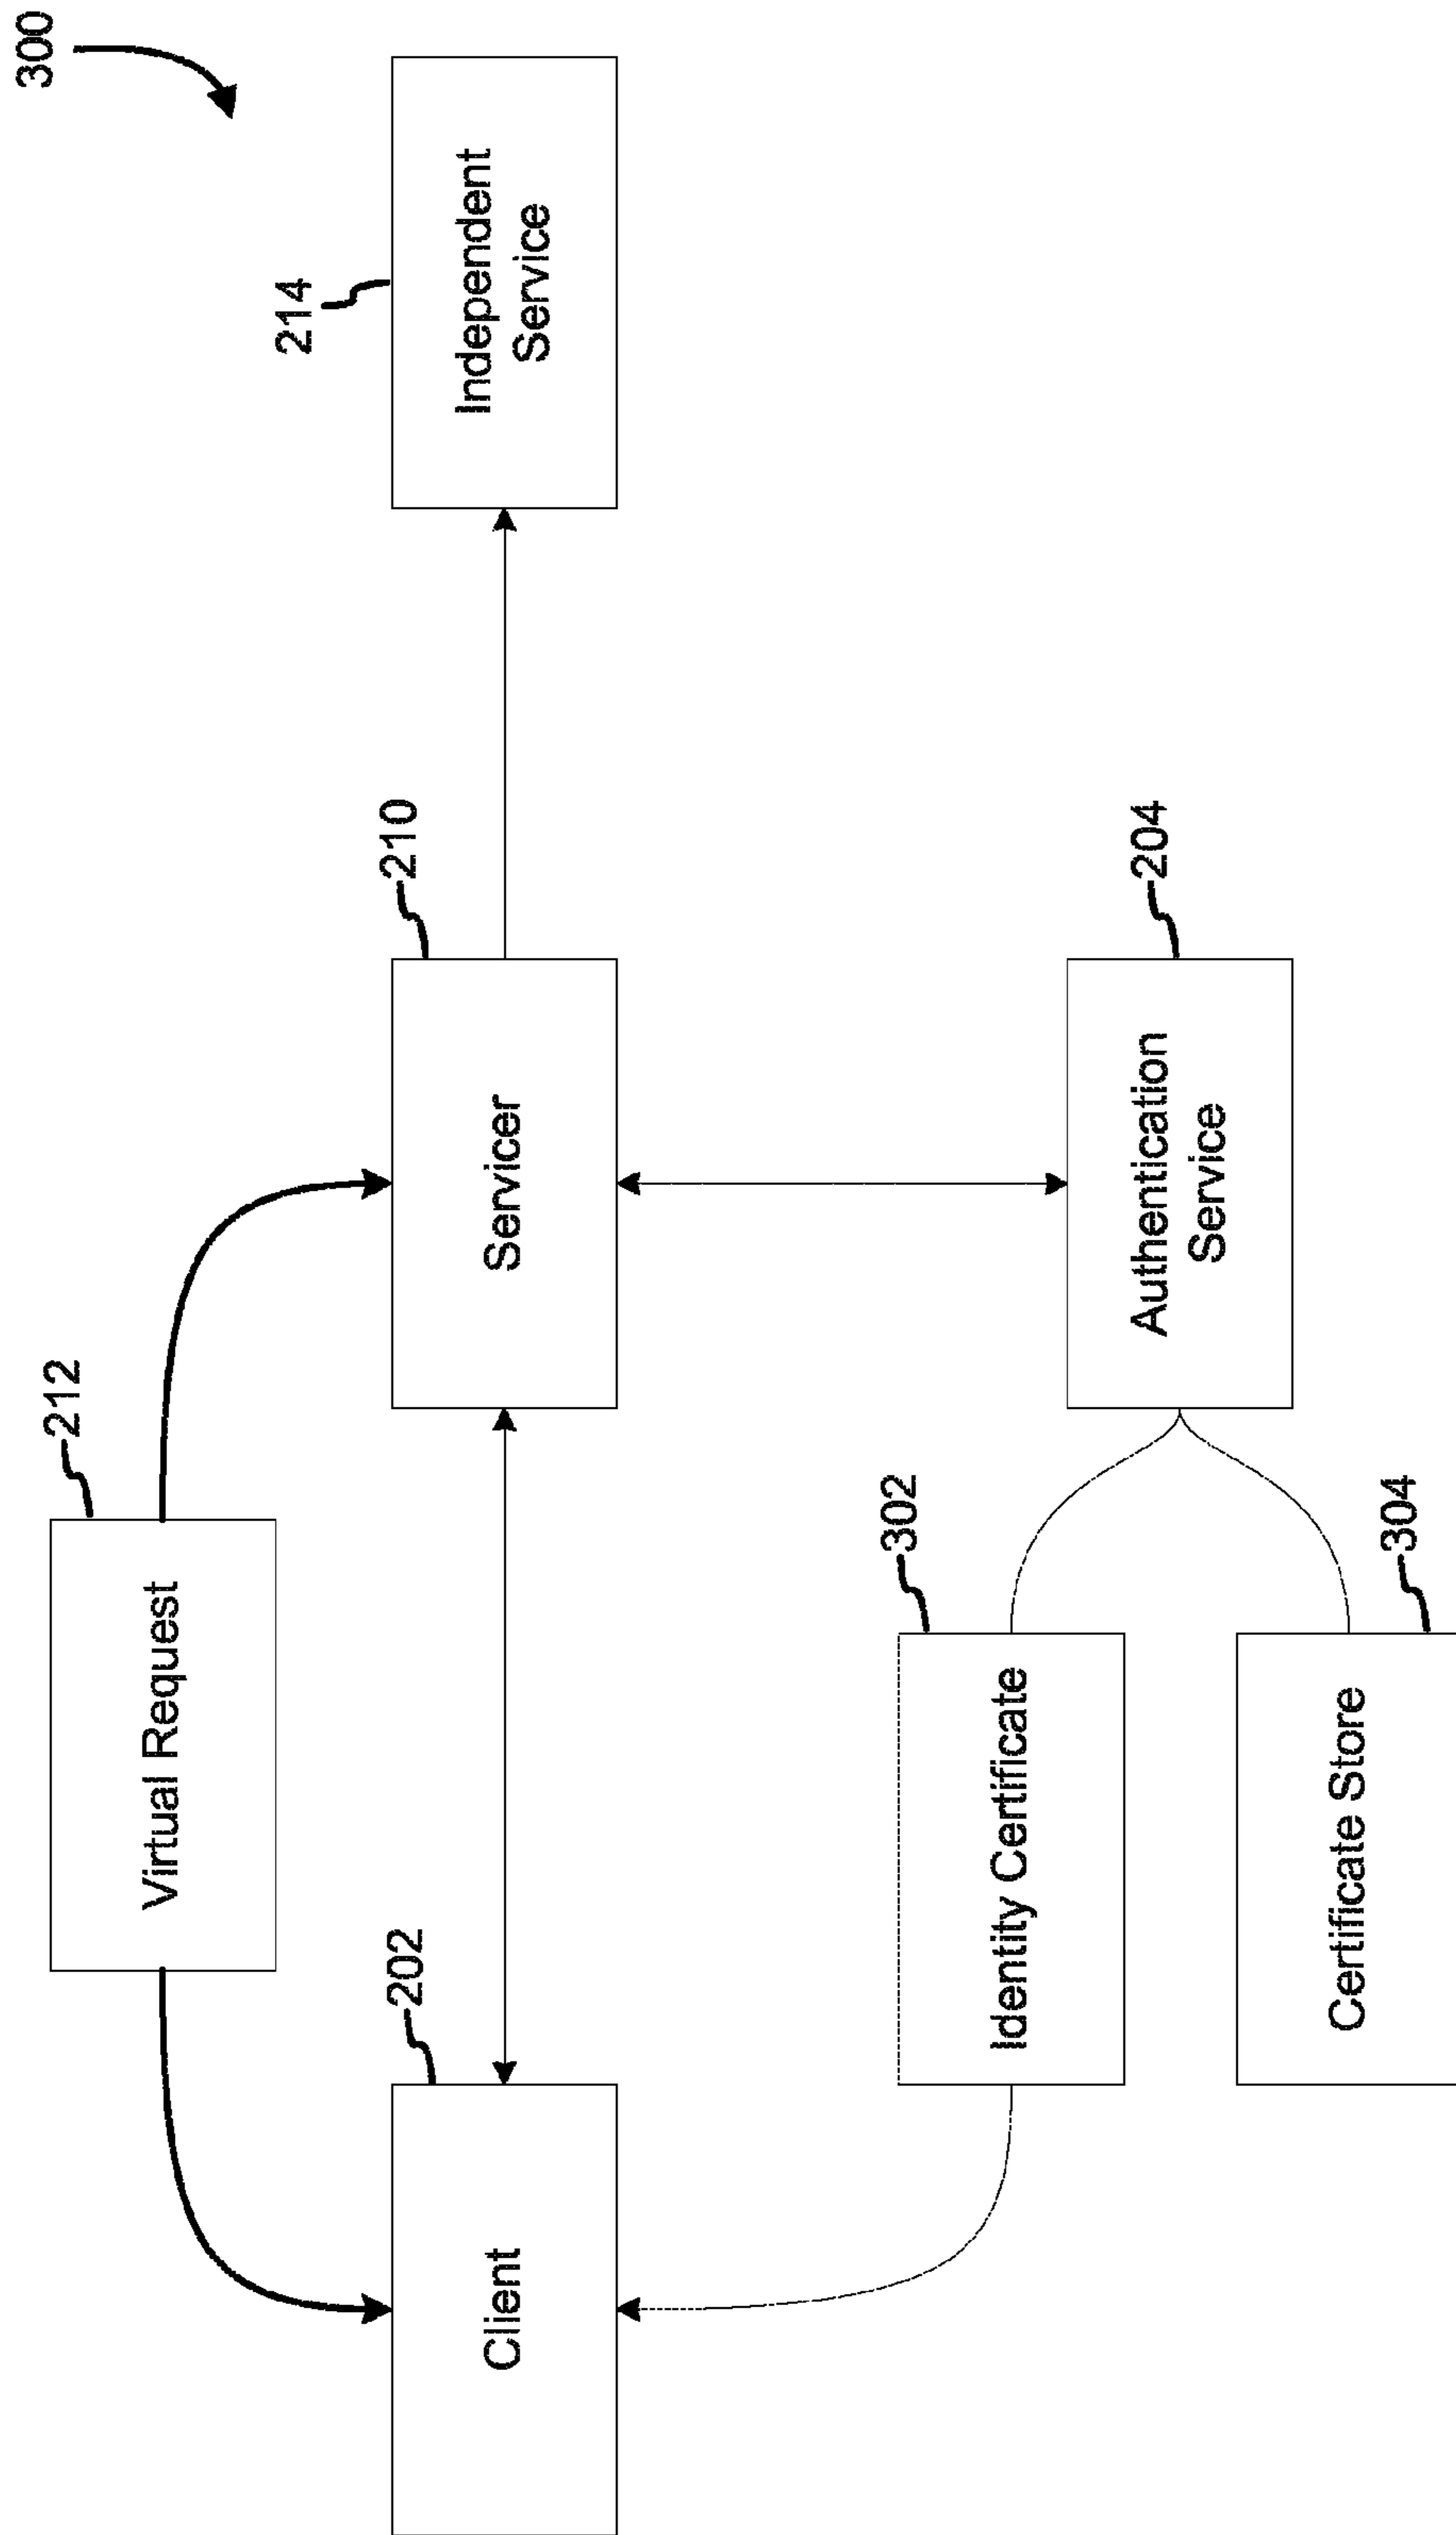 300
212
Virtual Request
202
Client
210
Servicer
214
Independent
Service
302
Identity Certificate
204
Authentication
Service
304
Certificate Store